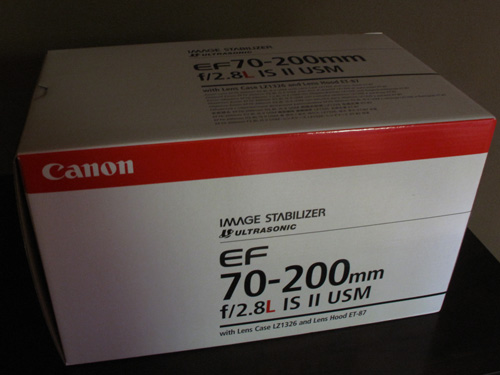 IMAGE STABILIZER
ULTRASONIC
EF70-200mm
f/2.8L IS II USM
with Lens Case LZ1326 and Lens Hood ET-87
Canon
IMAGE STABILIZER
ULTRASONIC
EF
70-200mm
f/2.8L IS II USM
with Lens Case LZ1326 and Lens Hood ET-87